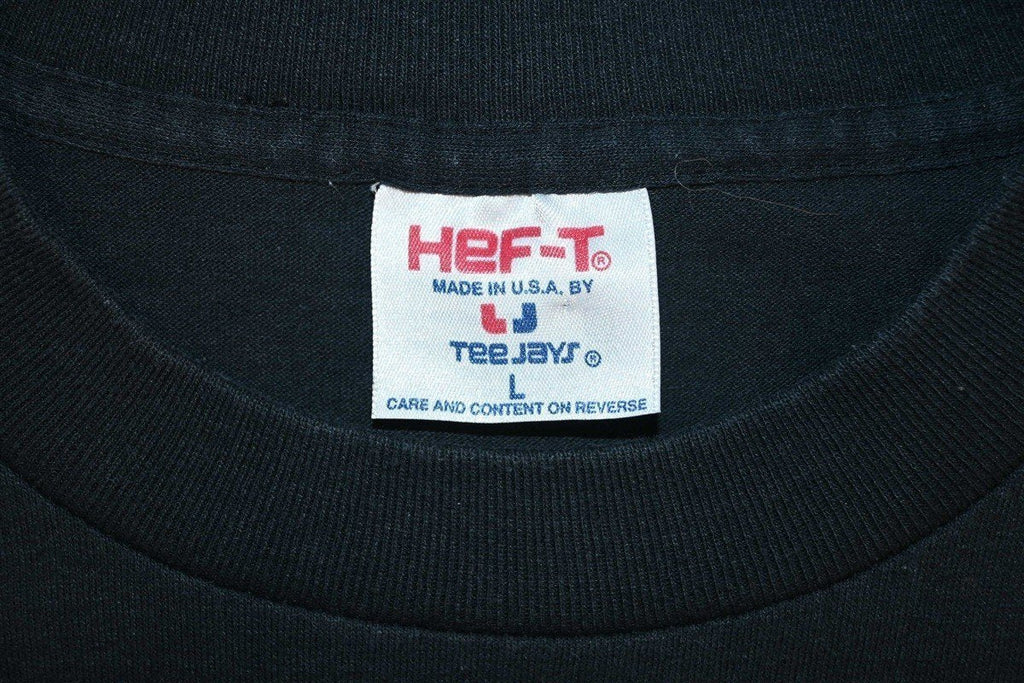 HeF-T®
MADE IN U.S.A. BY
Tee Jays ®
L
CARE AND CONTENT ON REVERSE